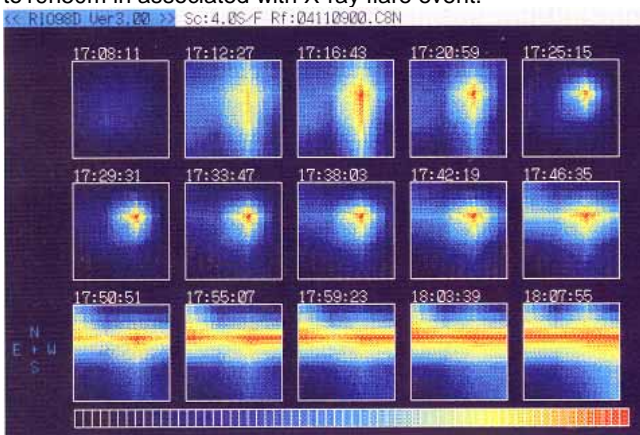 in associated with X-ray flare event.
<< RIO98D Ver3.00 >> Sc:4.0S/F Rf:04110900.C8N
17:08:11 17:12:27 17:16:43 17:20:59 17:25:15
17:29:31 17:33:47 17:38:03 17:42:19 17:46:35
17:50:51 17:55:07 17:59:23 18:03:39 18:07:55
N
E + W
S